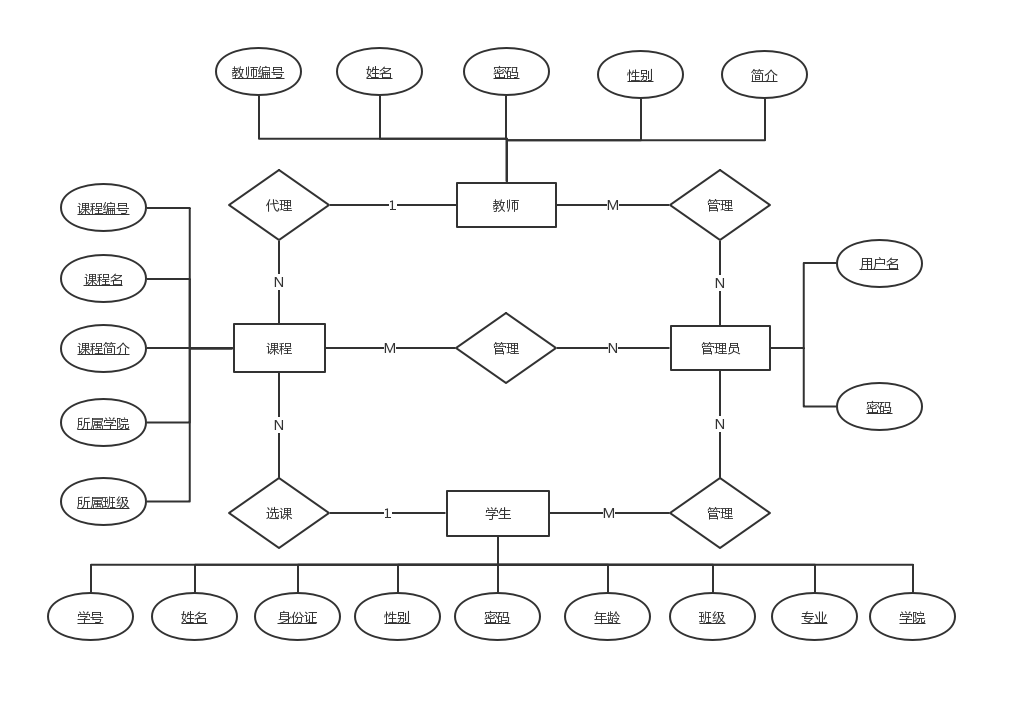 教师编号
姓名
密码
性别
简介
代理
1
教师
M
管理
课程编号
用户名
课程名
N
N
课程简介
课程
M
管理
N
管理员
所属学院
密码
N
N
所属班级
选课
1
学生
M
管理
学号
姓名
身份证
性别
密码
年龄
班级
专业
学院